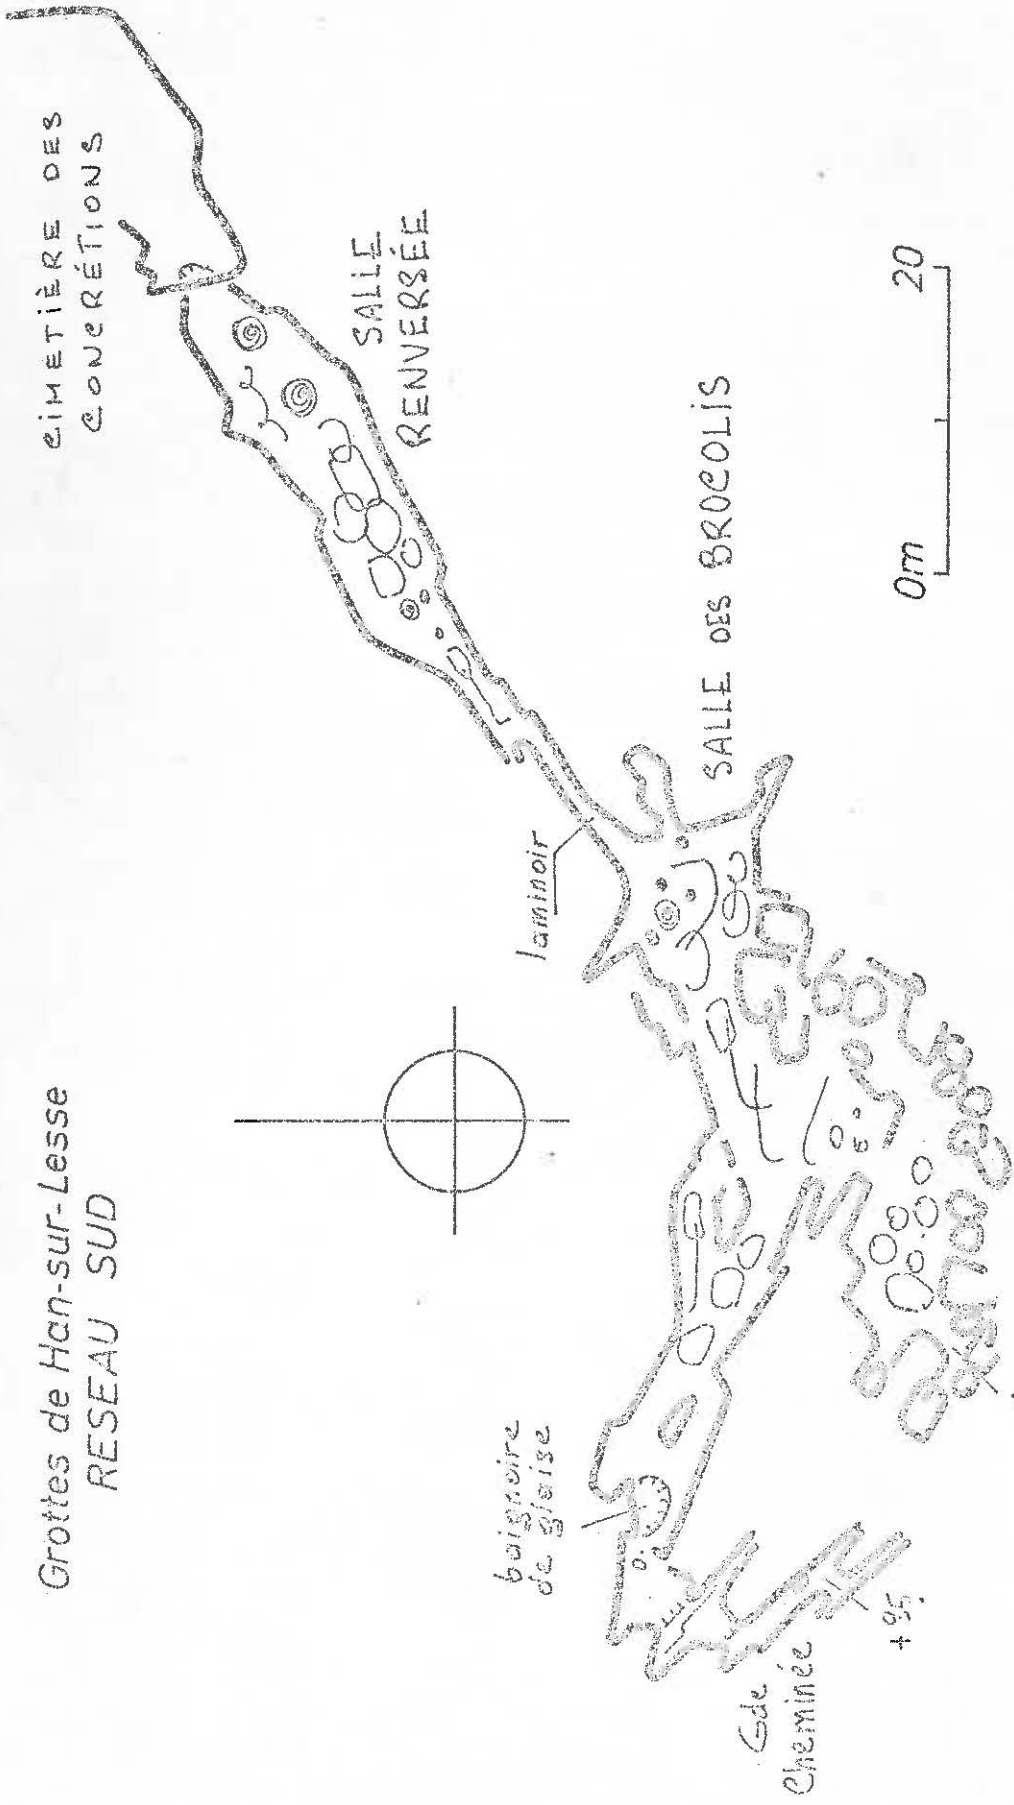 Grottes de Han-sur-Lesse
RESEAU SUD
CIMETIÈRE DES
CONCRÉTIONS
SALLE
RENVERSÉE
laminoir
SALLE DES BROCOLIS
baignoire
de glaise
Gde
Cheminée
0m
20